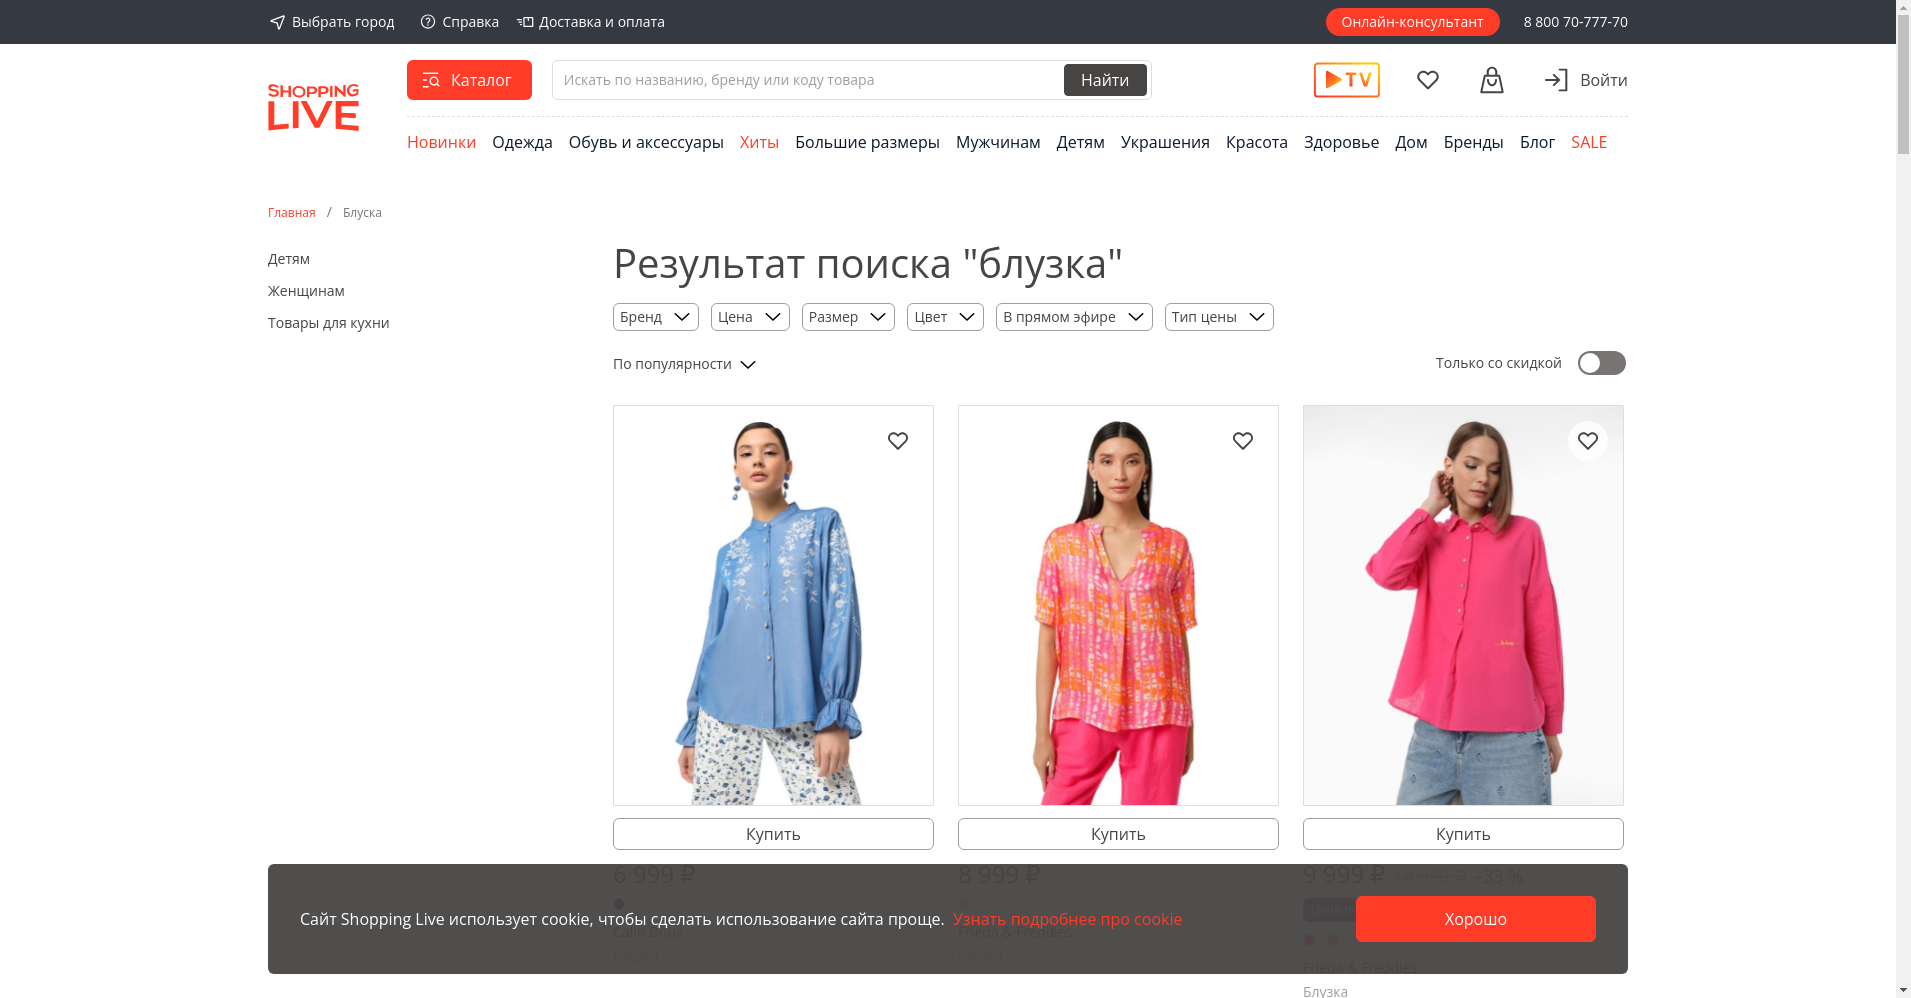 Выбрать город
Справка
Доставка и оплата
Онлайн-консультант
8 800 70-777-70
SHOPPING
LIVE
Каталог
Искать по названию, бренду или коду товара
Найти
TV
Войти
Новинки Одежда Обувь и аксессуары Хиты Большие размеры Мужчинам Детям Украшения Красота Здоровье Дом Бренды Блог SALE
Главная / Блуска
Детям
Женщинам
Товары для кухни
Результат поиска "блузка"
Бренд Цена Размер Цвет В прямом эфире Тип цены
По популярности
Только со скидкой
Купить Купить Купить
6 999 ₽ 8 999 ₽ 9 999 ₽ 14 999 ₽ -33 %
Сайт Shopping Live использует cookie, чтобы сделать использование сайта проще. Узнать подробнее про cookie
Хорошо
Frieda & Freddies
Frieda & Freddies
Блузка